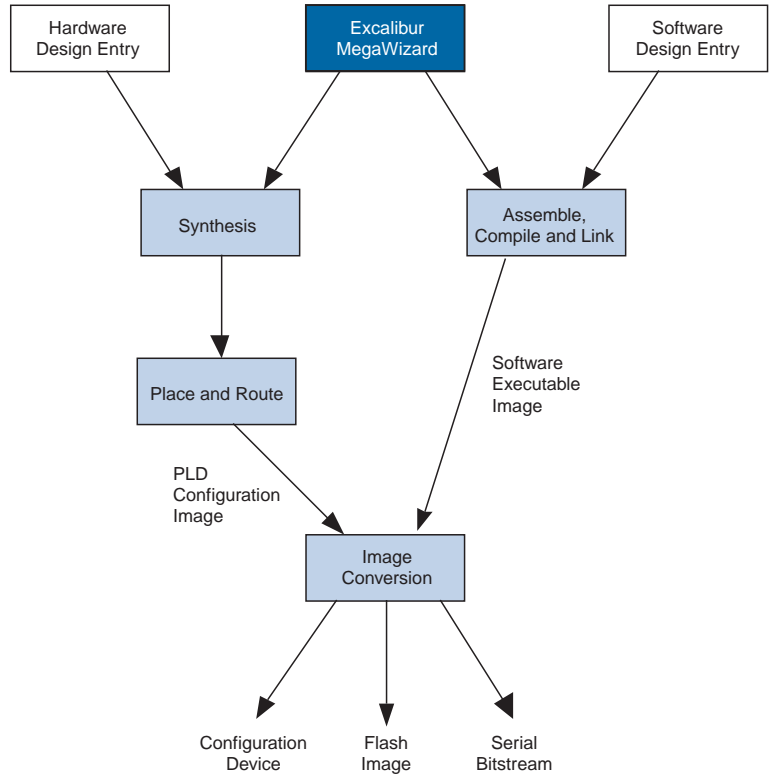 Hardware
Design Entry
Excalibur
MegaWizard
Software
Design Entry
Synthesis
Assemble,
Compile and Link
Place and Route
Software
Executable
Image
PLD
Configuration
Image
Image
Conversion
Configuration
Device
Flash
Image
Serial
Bitstream